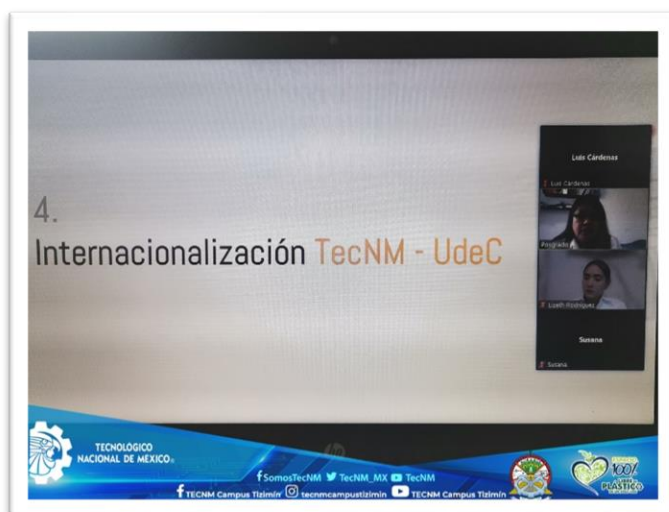 4.
Internacionalización TecNM - UdeC
Luis Cárdenas
Luis Cárdenas
Posgrado
Lizeth Rodríguez
Susana
Susana
TECNOLÓGICO
NACIONAL DE MÉXICO®
SomosTecNM TecNM_MX TecNM
TECNM Campus Tizimín tecnmcampustizimin TECNM Campus Tizimín
100%
LIBRE
PLÁSTICO